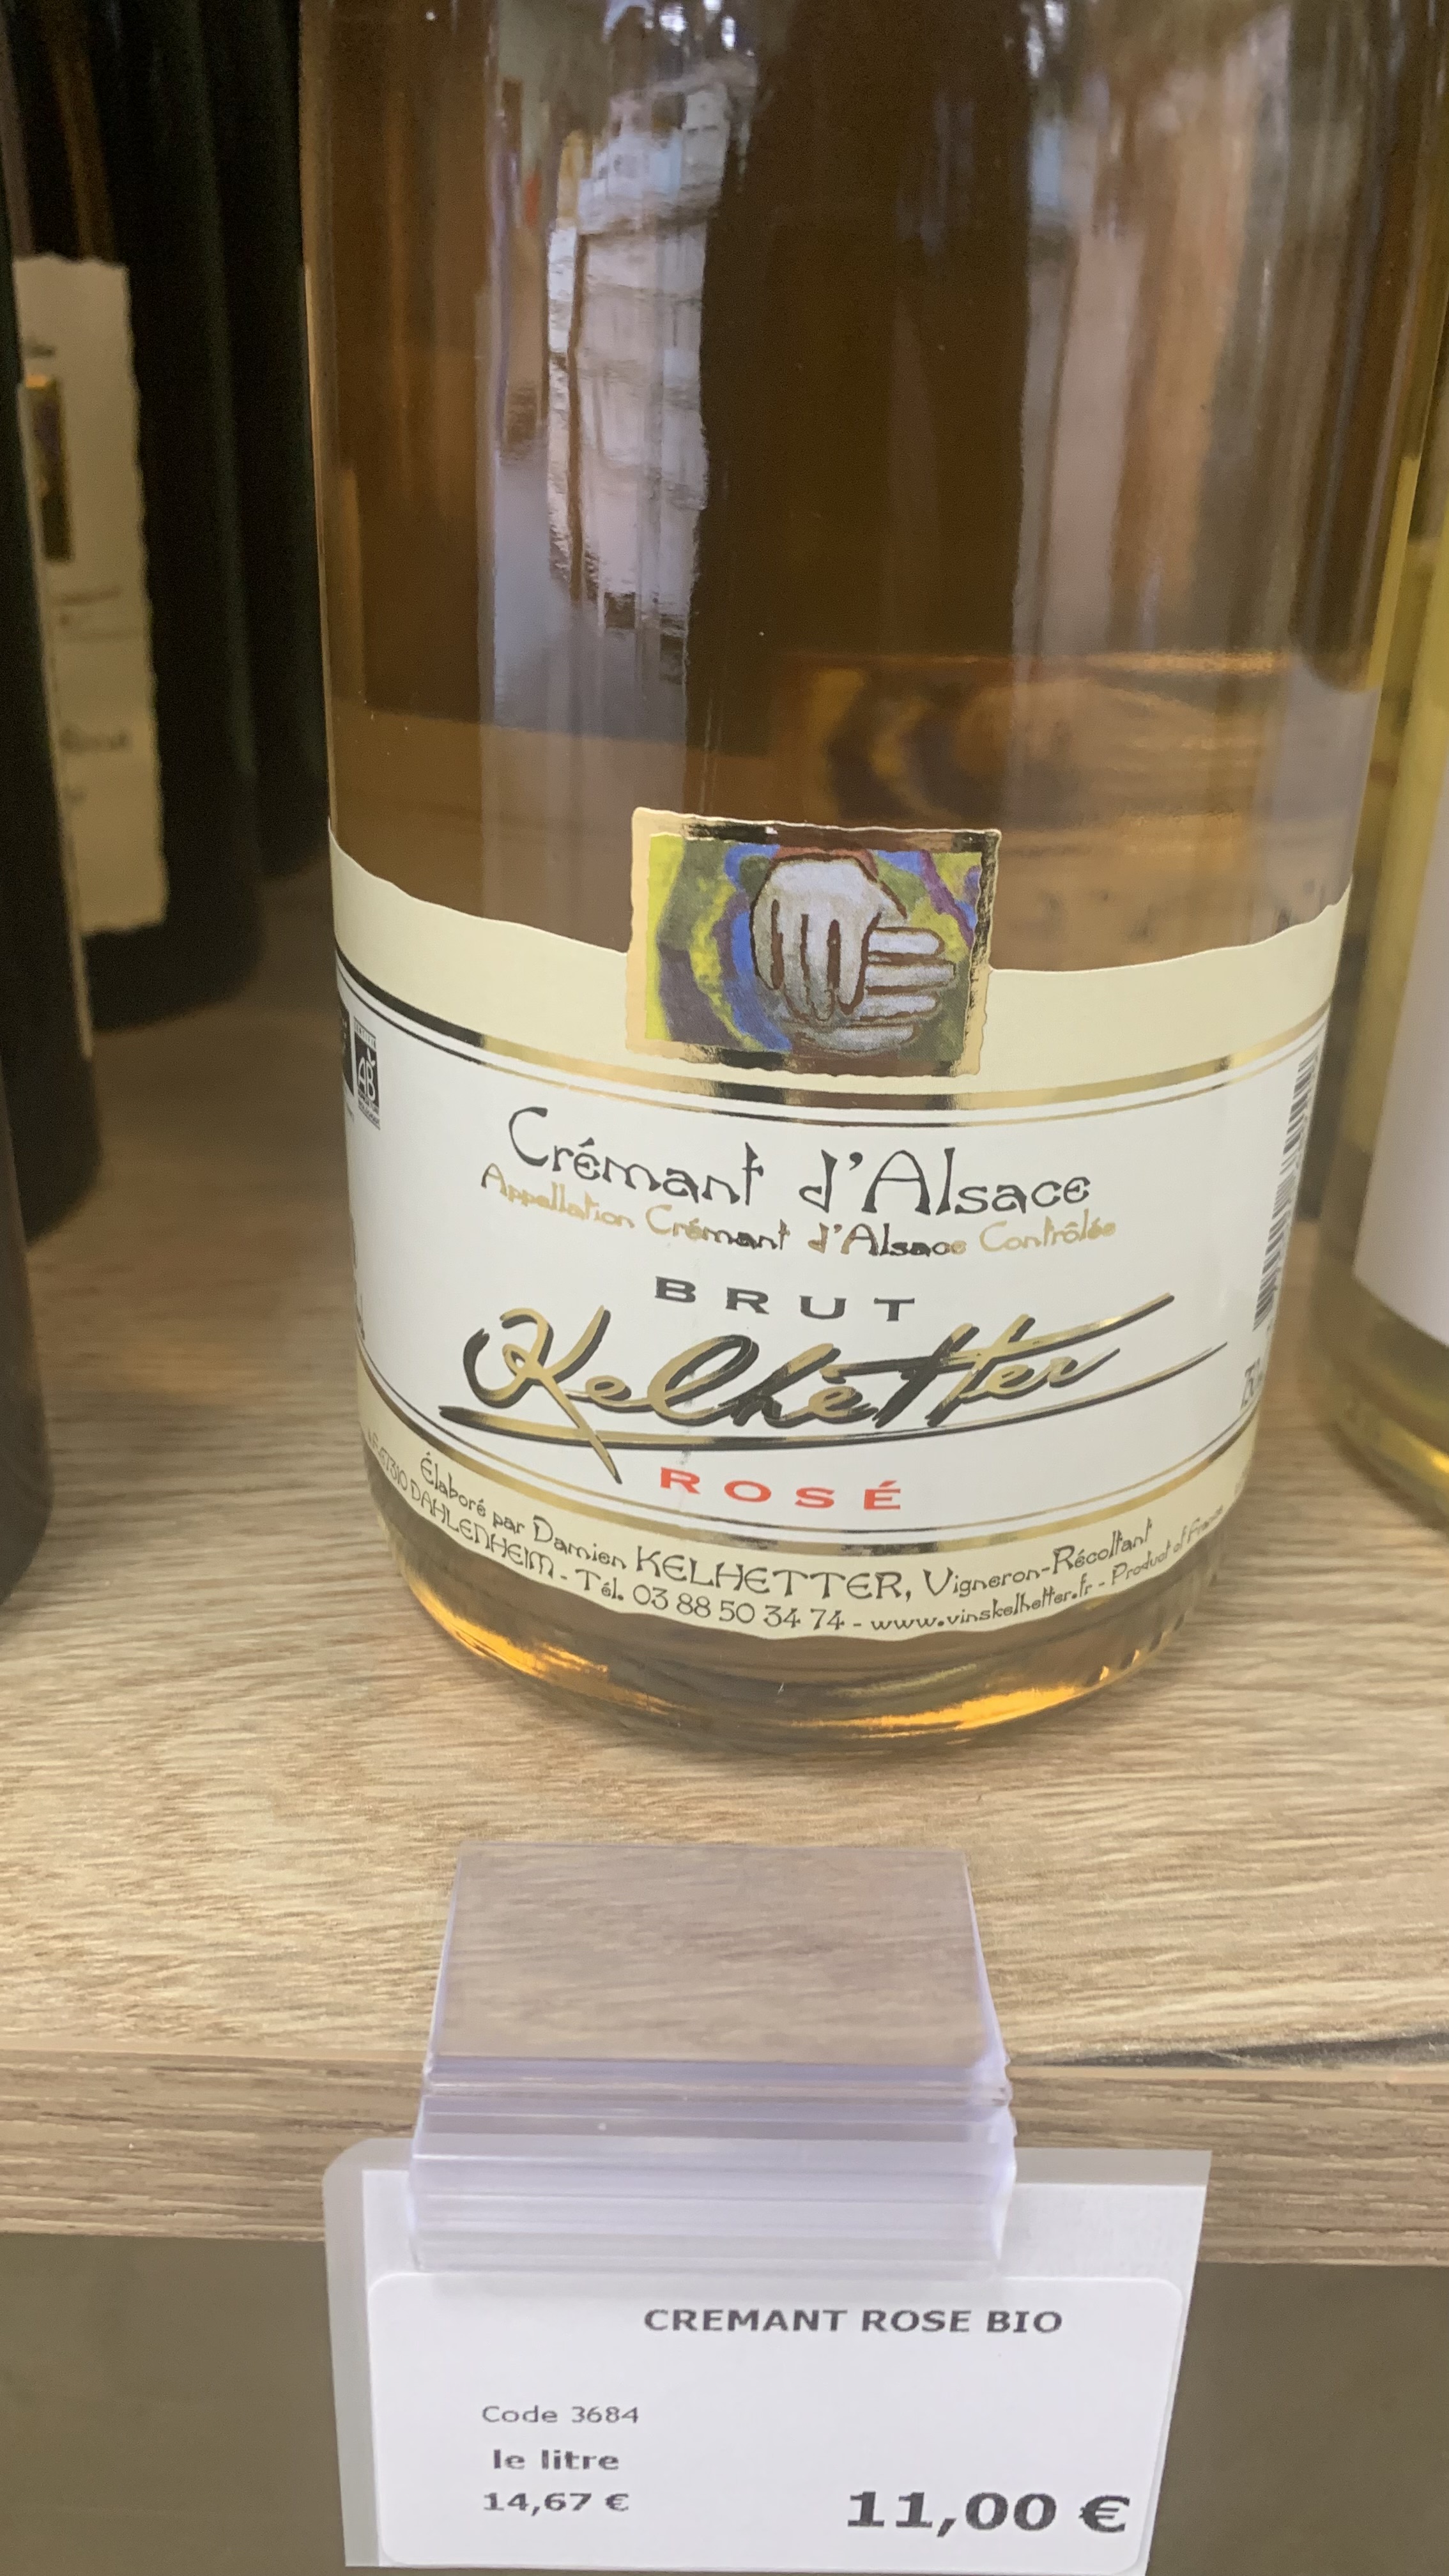 AB
Crémant d'Alsace
Appellation Crémant d'Alsace Contrôlée
BRUT
Kelhetter
ROSÉ
Élaboré par Damien KELHETTER, Vigneron-Récoltant
67310 DAHLENHEIM - Tél. 03 88 50 34 74 - www.vinskelhetter.fr - Product of France
CREMANT ROSE BIO
Code 3684
le litre
14,67 €
11,00 €